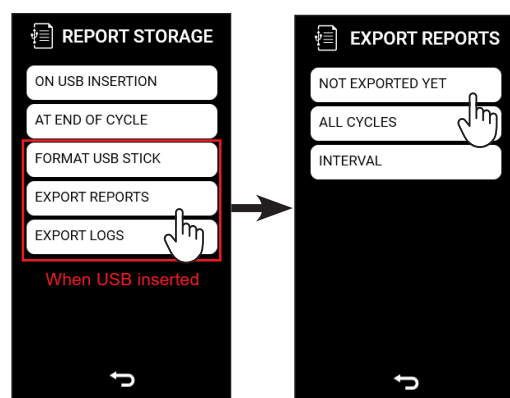 REPORT STORAGE
ON USB INSERTION
AT END OF CYCLE
FORMAT USB STICK
EXPORT REPORTS
EXPORT LOGS
When USB inserted
EXPORT REPORTS
NOT EXPORTED YET
ALL CYCLES
INTERVAL